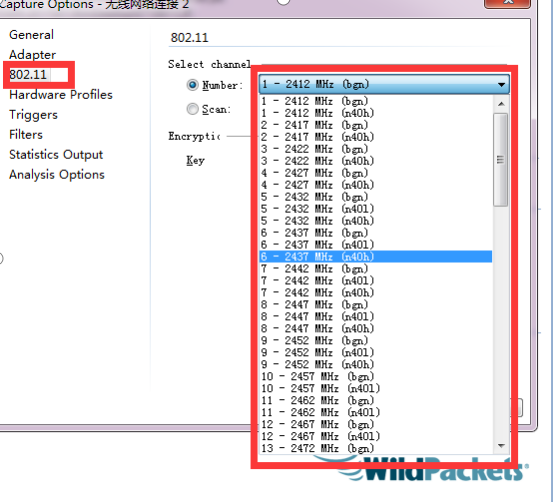 Capture Options - 无线网络连接 2
General
Adapter
802.11
Hardware Profiles
Triggers
Filters
Statistics Output
Analysis Options
802.11
Select channel
Number:
1 - 2412 MHz (bgn)
Scan:
Encryptic
Key
1 - 2412 MHz (bgn)
1 - 2412 MHz (n40h)
2 - 2417 MHz (bgn)
2 - 2417 MHz (n40h)
3 - 2422 MHz (bgn)
3 - 2422 MHz (n40h)
4 - 2427 MHz (bgn)
4 - 2427 MHz (n40h)
5 - 2432 MHz (bgn)
5 - 2432 MHz (n40l)
5 - 2432 MHz (n40h)
6 - 2437 MHz (bgn)
6 - 2437 MHz (n40l)
6 - 2437 MHz (n40h)
7 - 2442 MHz (bgn)
7 - 2442 MHz (n40l)
7 - 2442 MHz (n40h)
8 - 2447 MHz (bgn)
8 - 2447 MHz (n40l)
8 - 2447 MHz (n40h)
9 - 2452 MHz (bgn)
9 - 2452 MHz (n40l)
9 - 2452 MHz (n40h)
10 - 2457 MHz (bgn)
10 - 2457 MHz (n40l)
11 - 2462 MHz (bgn)
11 - 2462 MHz (n40l)
12 - 2467 MHz (bgn)
12 - 2467 MHz (n40l)
13 - 2472 MHz (bgn)
WildPackets